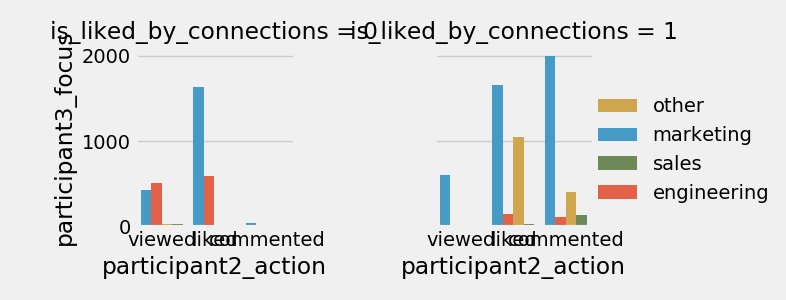 is_liked_by_connections = 0
is_liked_by_connections = 1
participant3_focus
2000
1000
0
viewed
liked
commented
viewed
liked
commented
participant2_action
participant2_action
other
marketing
sales
engineering